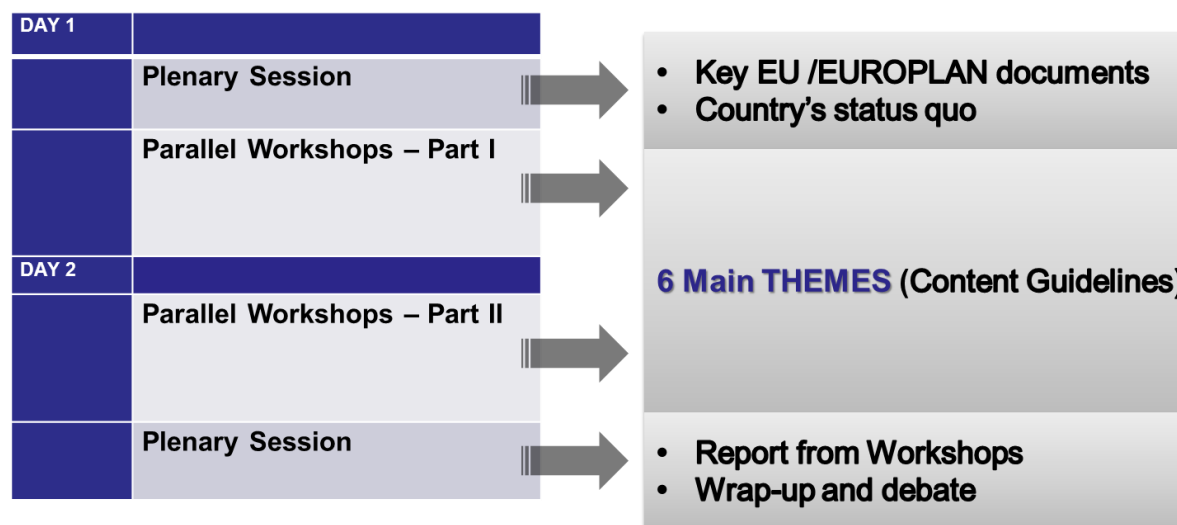 DAY 1
Plenary Session
• Key EU /EUROPLAN documents
• Country's status quo
Parallel Workshops – Part I
DAY 2
6 Main THEMES (Content Guidelines)
Parallel Workshops – Part II
Plenary Session
• Report from Workshops
• Wrap-up and debate